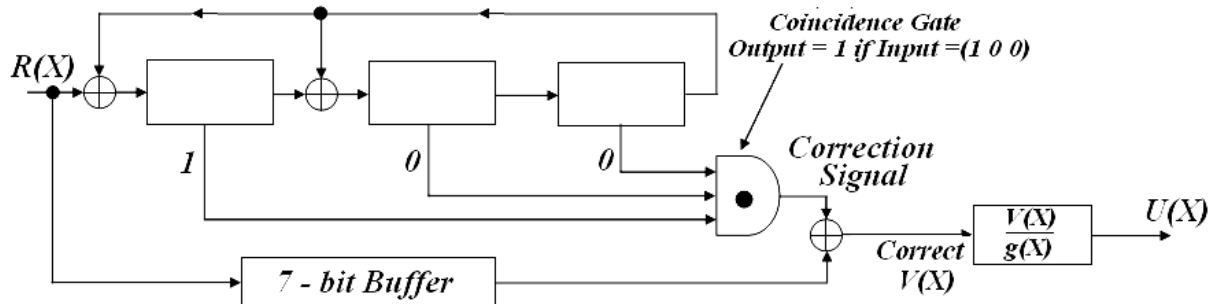 Coincidence Gate
Output = 1 if Input =(1 0 0)
R(X)
1
0
0
Correction
Signal
V(X)
g(X)
U(X)
Correct
V(X)
7 - bit Buffer